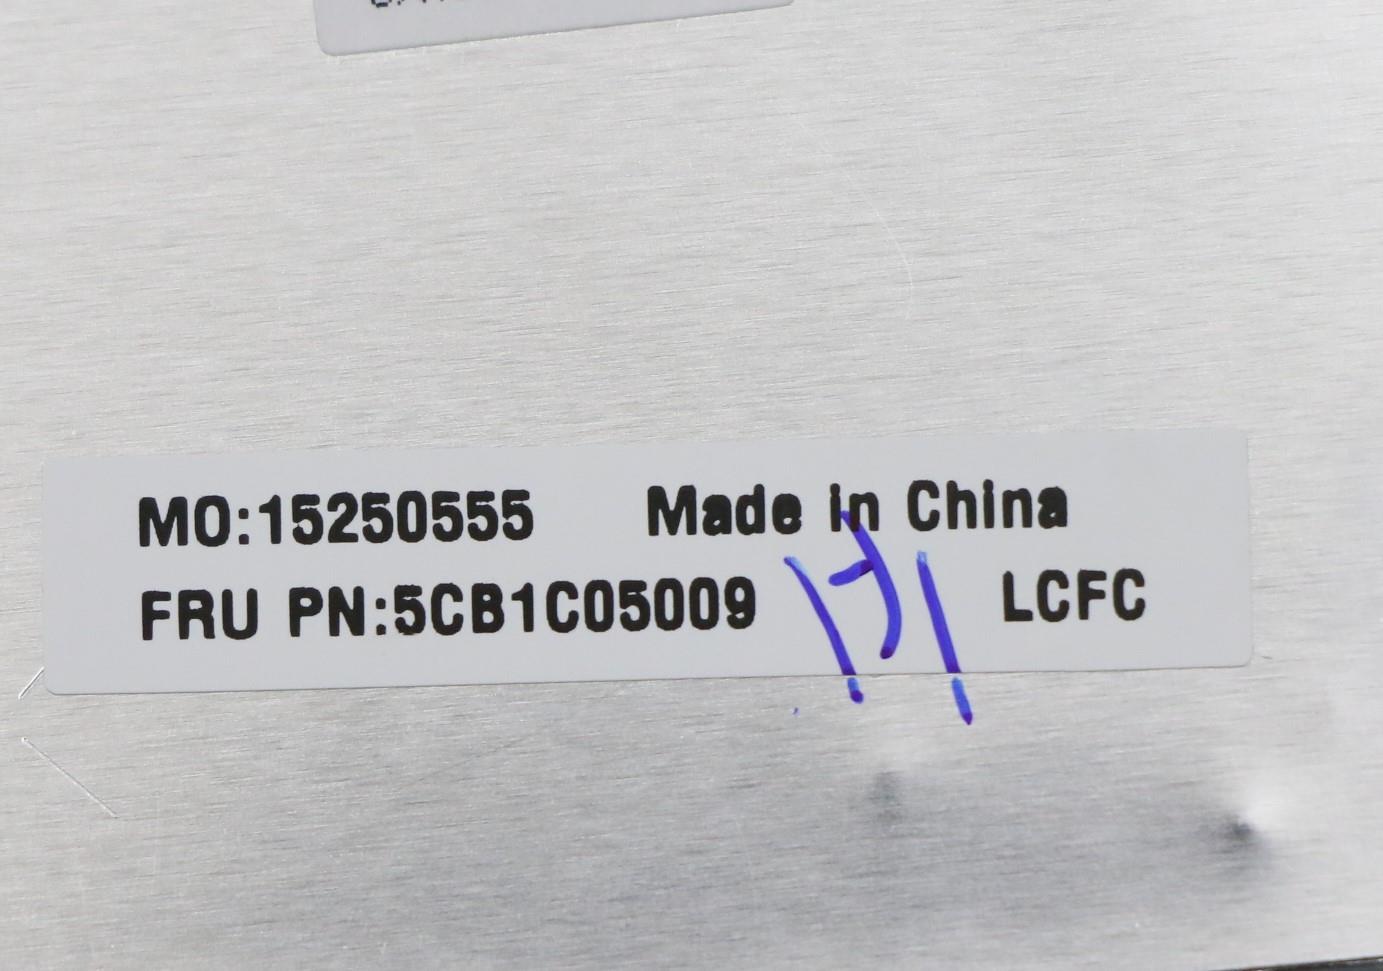 MO:15250555 Made in China
FRU PN:5CB1C05009 LCFC